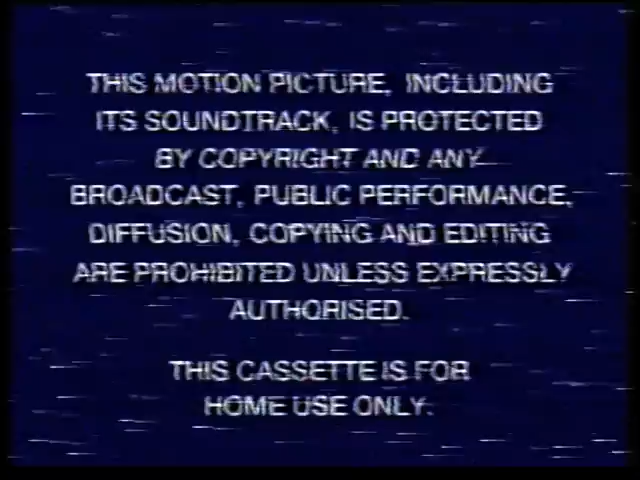 THIS MOTION PICTURE, INCLUDING
ITS SOUNDTRACK, IS PROTECTED
BY COPYRIGHT AND ANY
BROADCAST, PUBLIC PERFORMANCE,
DIFFUSION, COPYING AND EDITING
ARE PROHIBITED UNLESS EXPRESSLY
AUTHORISED.
THIS CASSETTE IS FOR
HOME USE ONLY.